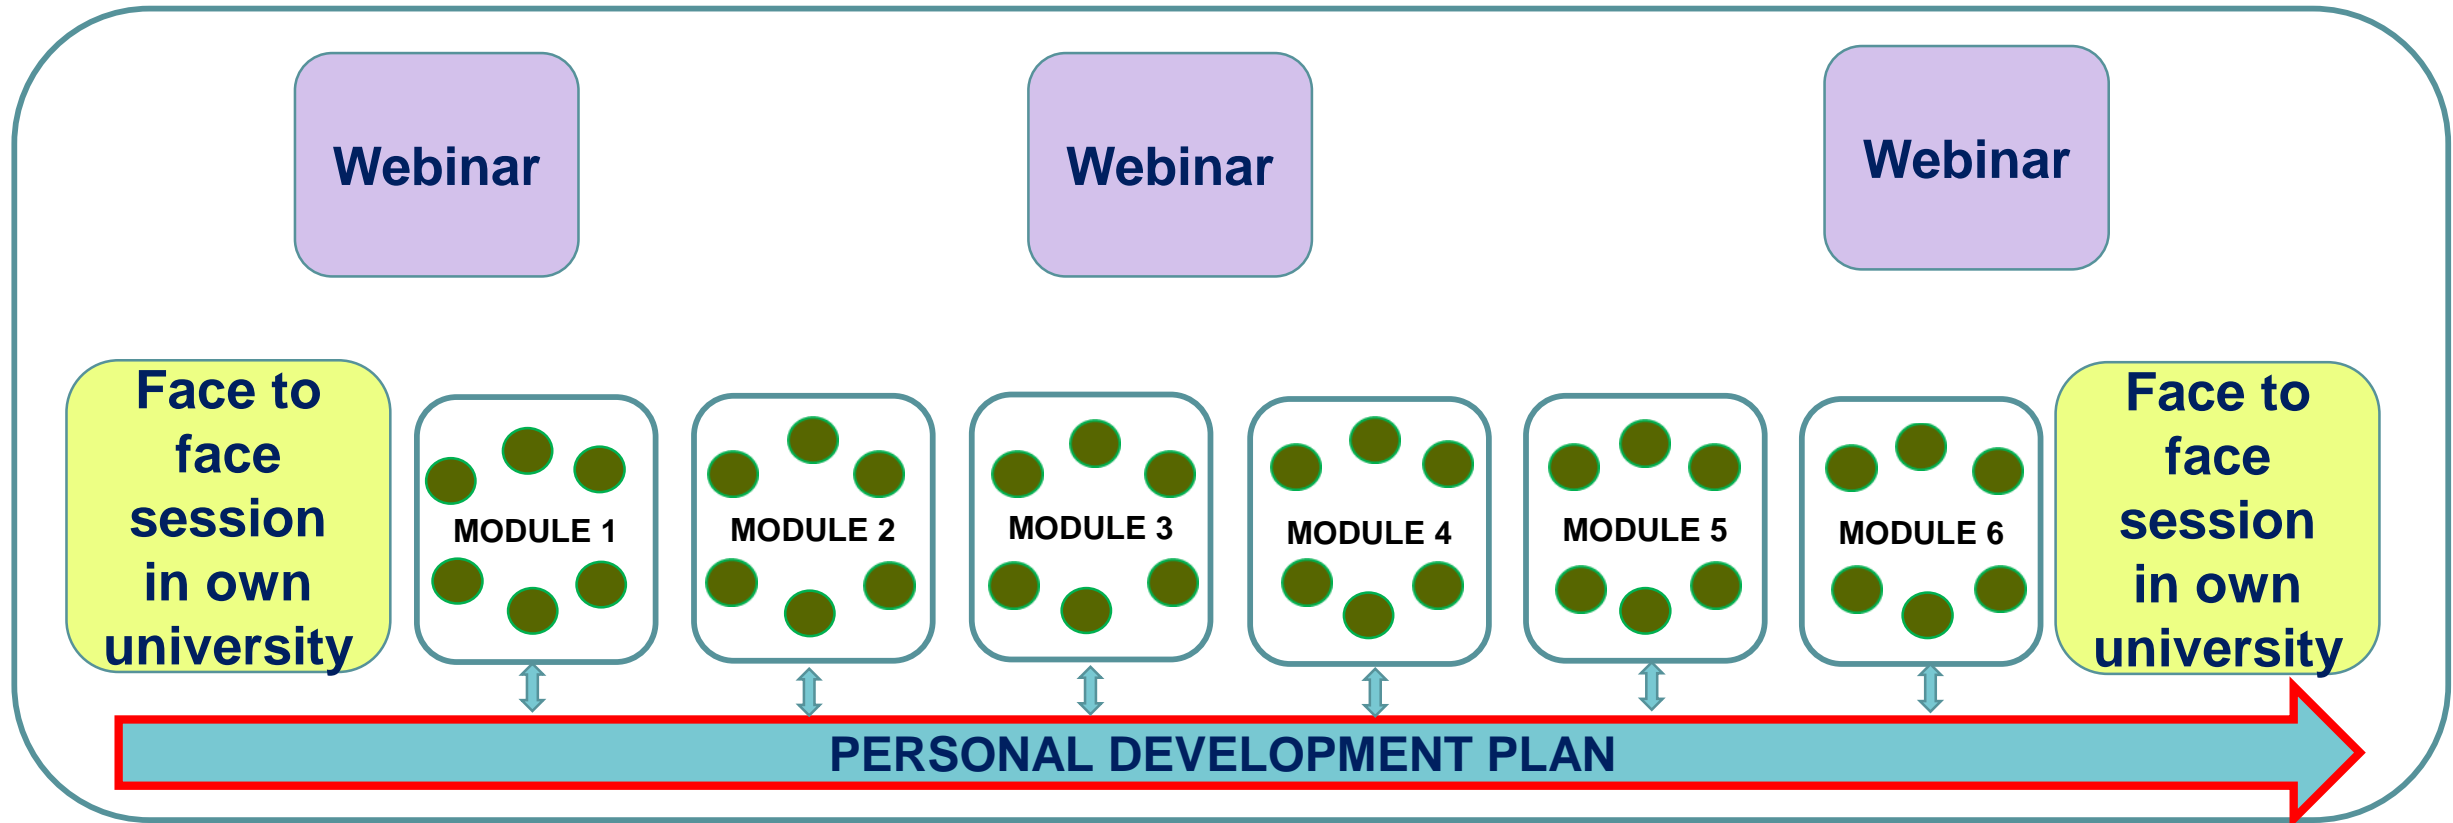 Webinar
Webinar
Webinar
Face to
face
session
in own
university
MODULE 1
MODULE 2
MODULE 3
MODULE 4
MODULE 5
MODULE 6
Face to
face
session
in own
university
PERSONAL DEVELOPMENT PLAN